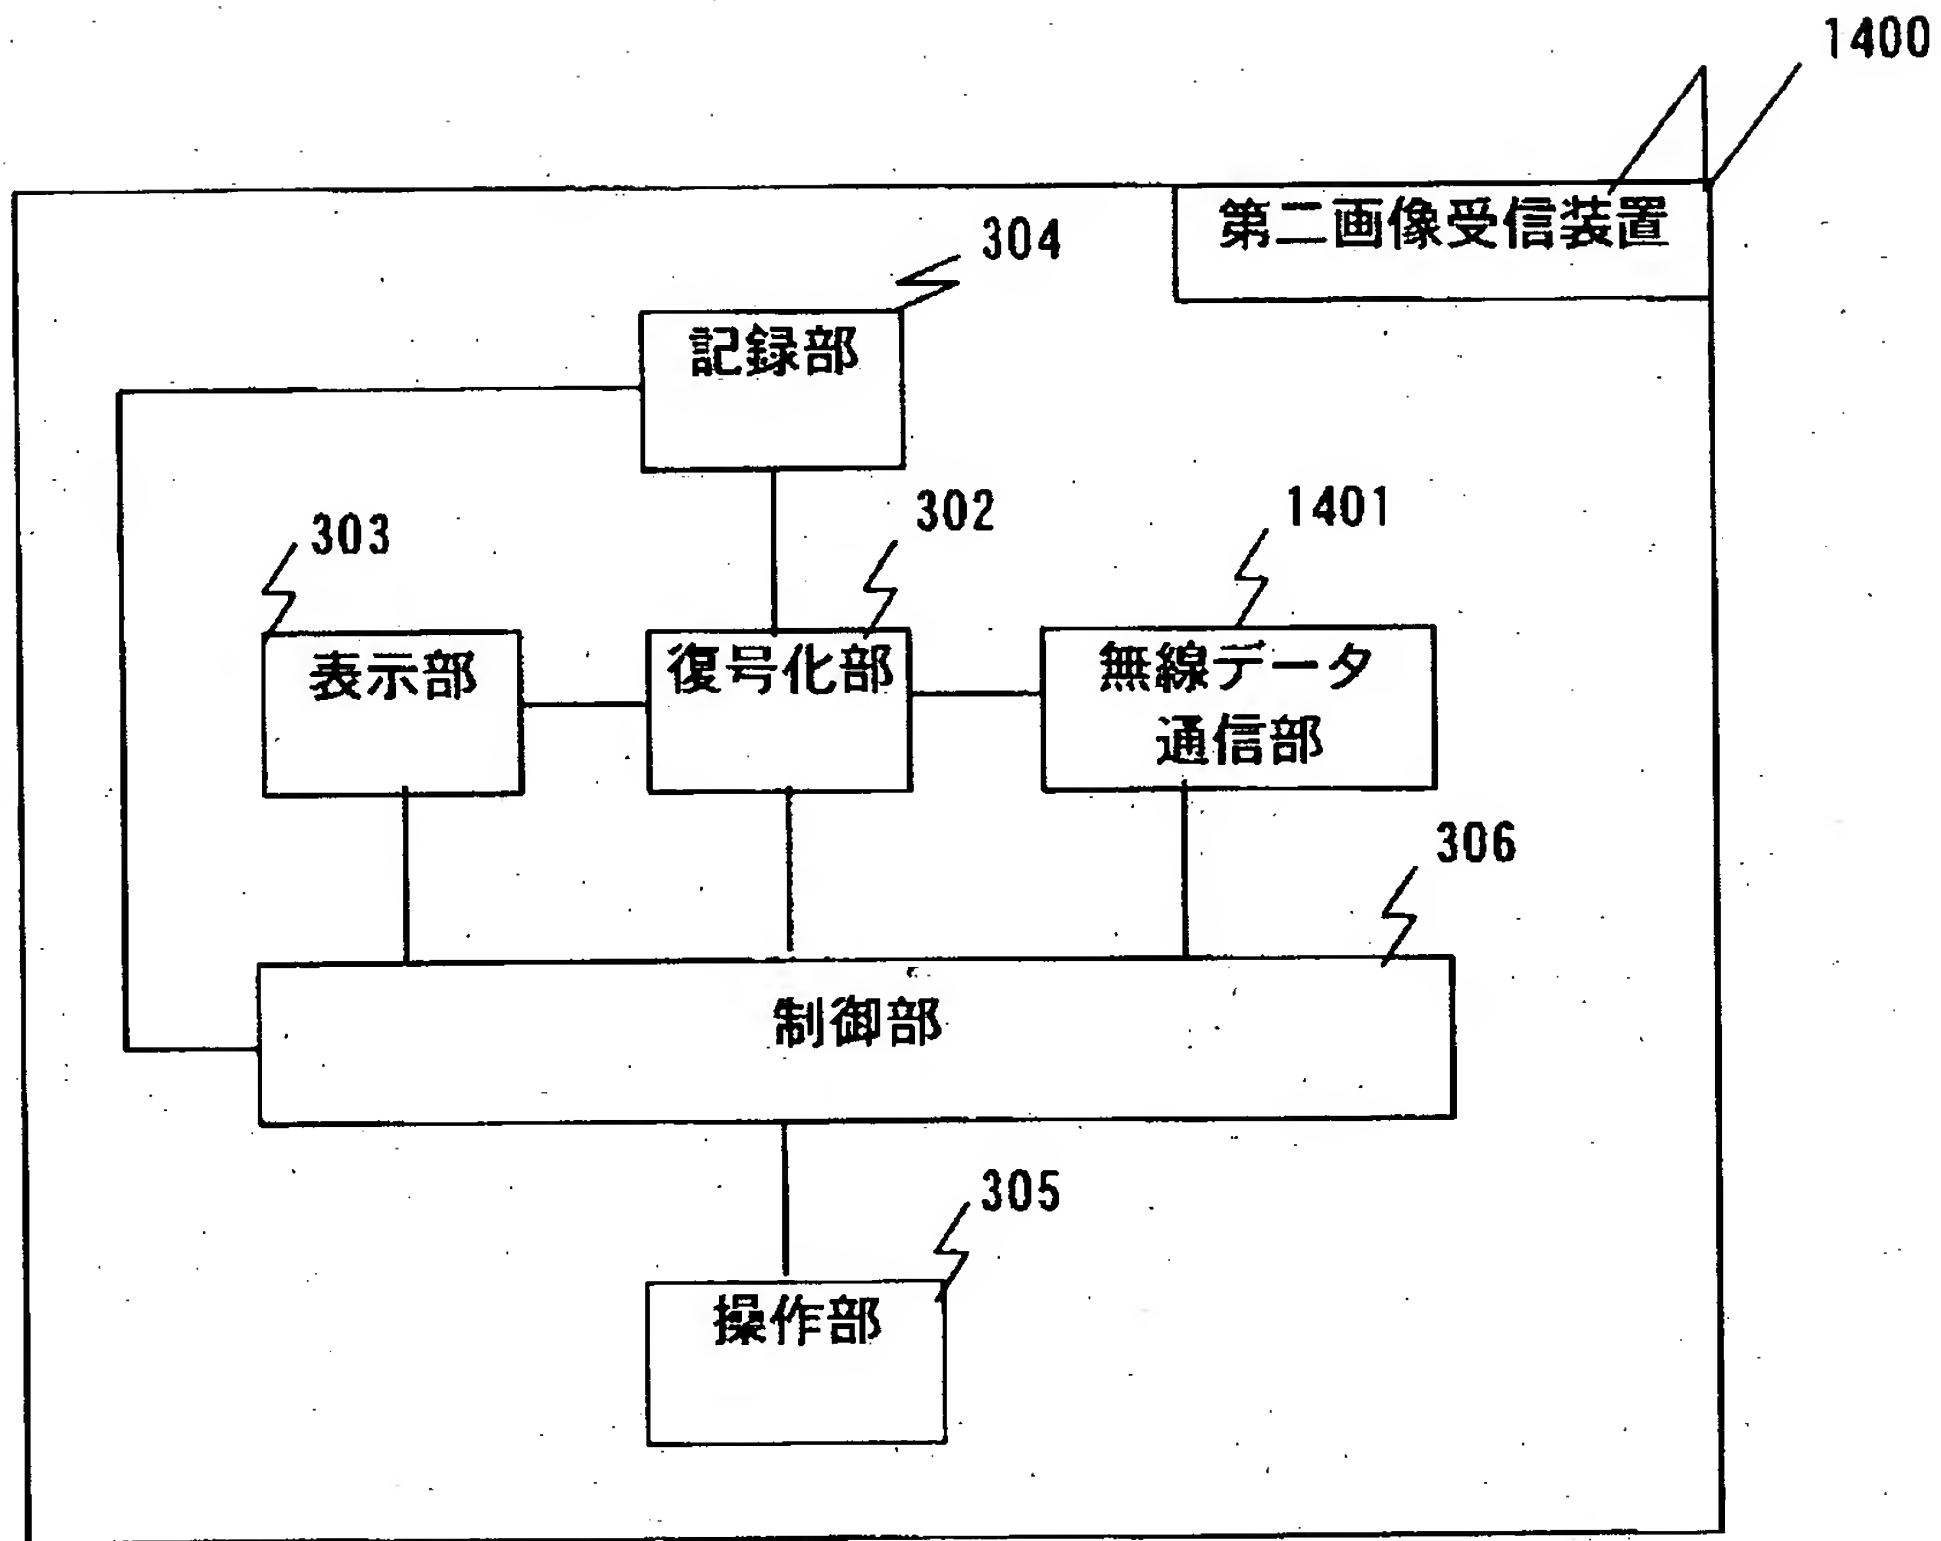 1400
第二画像受信装置
304
記録部
303
302
1401
表示部
復号化部
無線データ
通信部
306
制御部
305
操作部